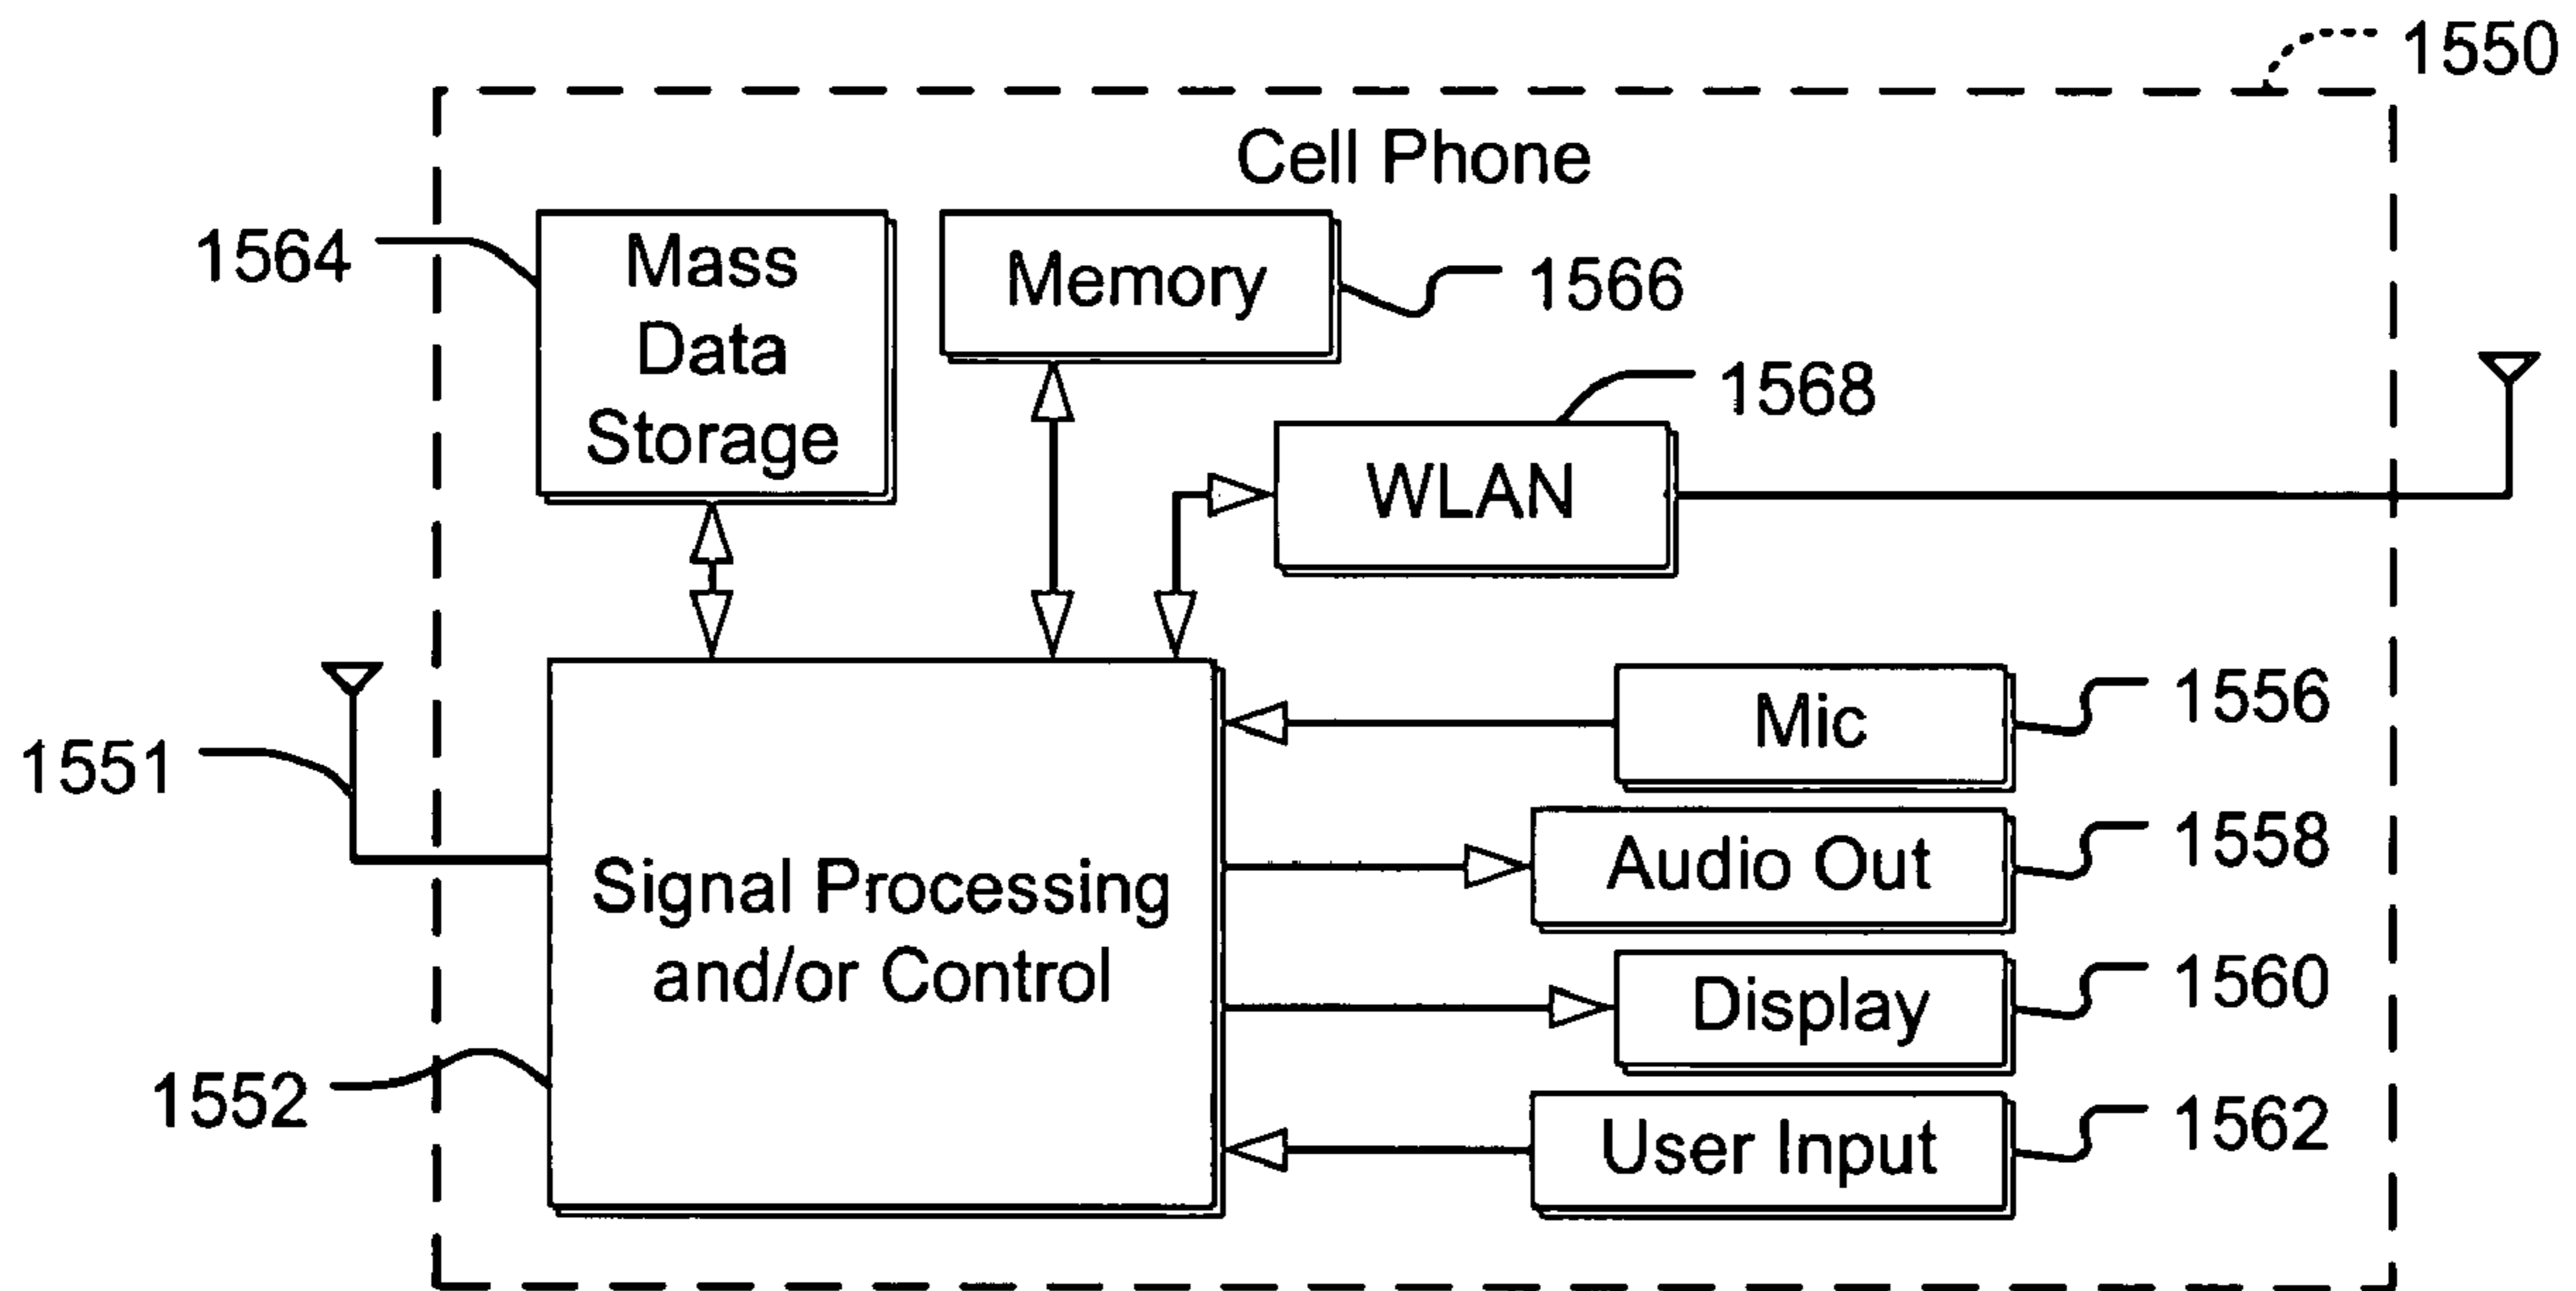 1550
Cell Phone
1564
Mass
Data
Storage
Memory
1566
1568
WLAN
1551
Mic
1556
Audio Out
1558
Signal Processing
and/or Control
Display
1560
1552
User Input
1562